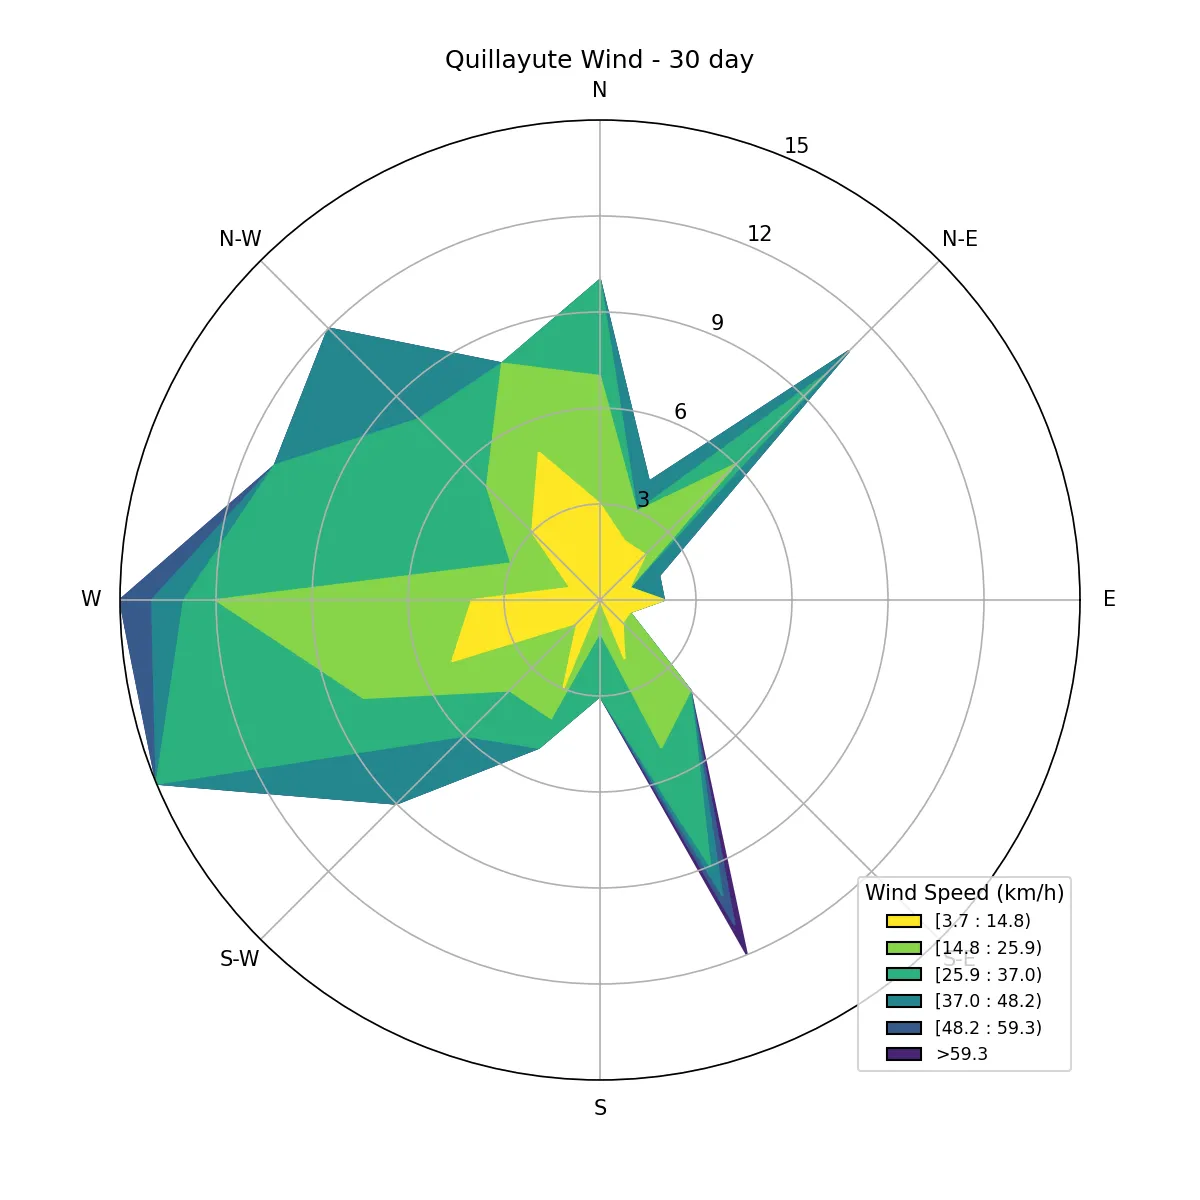 Quillayute Wind - 30 day
N
15
12
N-W
N-E
9
6
3
W
E
Wind Speed (km/h)
[3.7 : 14.8)
[14.8 : 25.9)
S-W
S-E
[25.9 : 37.0)
[37.0 : 48.2)
[48.2 : 59.3)
>59.3
S